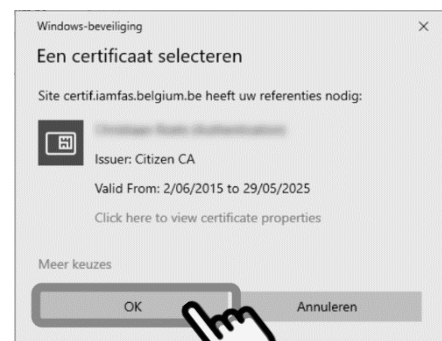 Windows-beveiliging
Een certificaat selecteren
Site certif.iamfas.belgium.be heeft uw referenties nodig:
Issuer: Citizen CA
Valid From: 2/06/2015 to 29/05/2025
Click here to view certificate properties
Meer keuzes
OK Annuleren